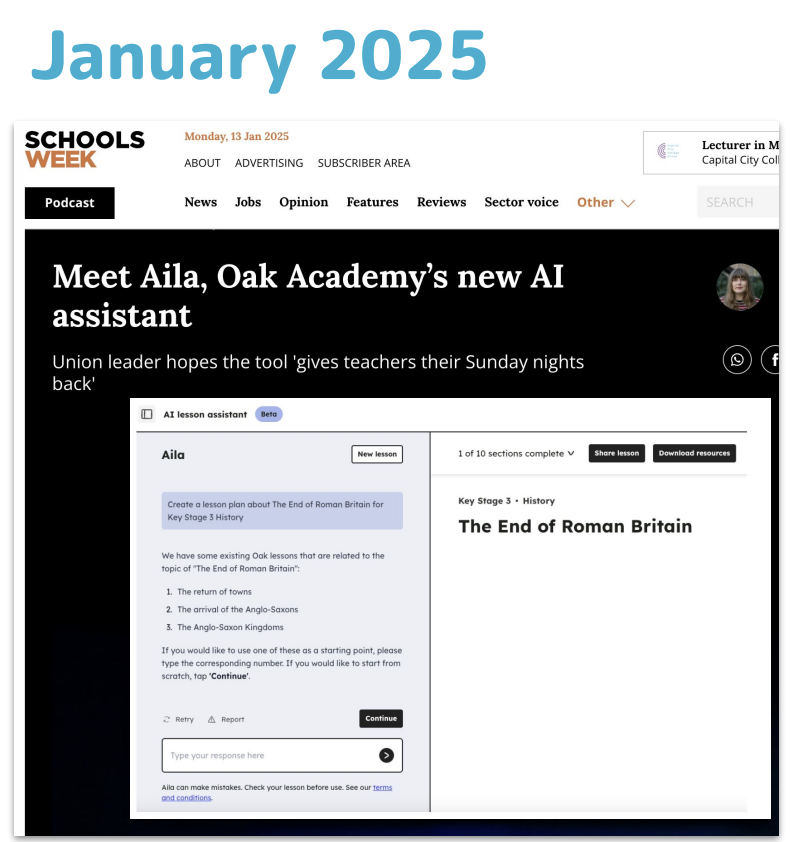 January 2025
SCHOOLS
WEEK
Monday, 13 Jan 2025
ABOUT ADVERTISING SUBSCRIBER AREA
Lecturer in M
Capital City Coll
Podcast
News Jobs Opinion Features Reviews Sector voice Other
SEARCH
Meet Aila, Oak Academy's new AI
assistant
Union leader hopes the tool 'gives teachers their Sunday nights
back'
AI lesson assistant Beta
Aila
New lesson
Create a lesson plan about The End of Roman Britain for
Key Stage 3 History
We have some existing Oak lessons that are related to the
topic of "The End of Roman Britain":
1. The return of towns
2. The arrival of the Anglo-Saxons
3. The Anglo-Saxon Kingdoms
If you would like to use one of these as a starting point, please
type the corresponding number. If you would like to start from
scratch, tap 'Continue'.
Retry Report
Continue
Type your response here
Aila can make mistakes. Check your lesson before use. See our terms
and conditions.
1 of 10 sections complete
Share lesson
Download resources
Key Stage 3 • History
The End of Roman Britain